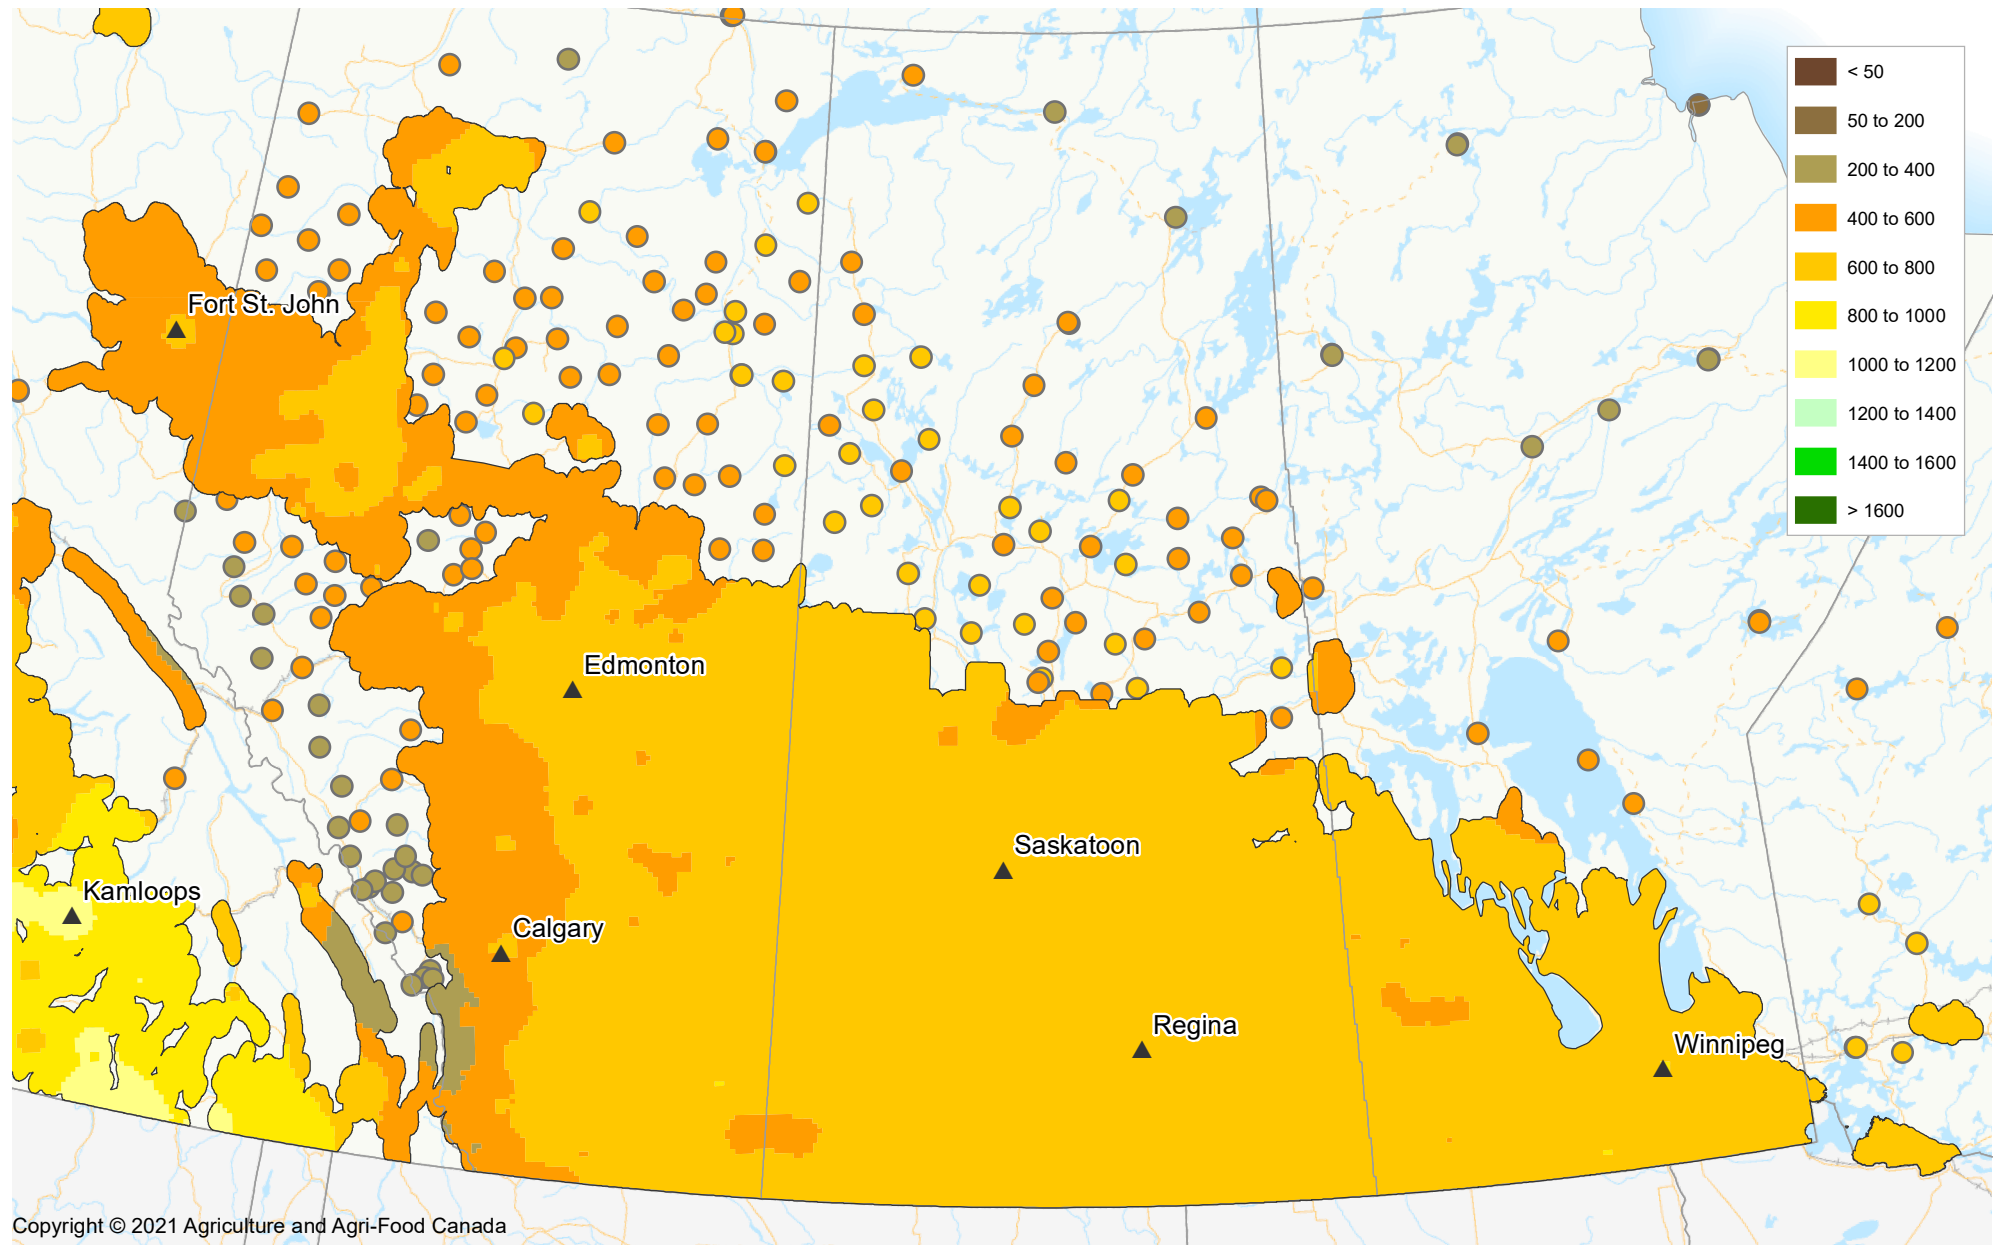 < 50
50 to 200
200 to 400
400 to 600
600 to 800
800 to 1000
1000 to 1200
1200 to 1400
1400 to 1600
> 1600
Fort St. John
Edmonton
Saskatoon
Kamloops
Calgary
Regina
Winnipeg
Copyright © 2021 Agriculture and Agri-Food Canada